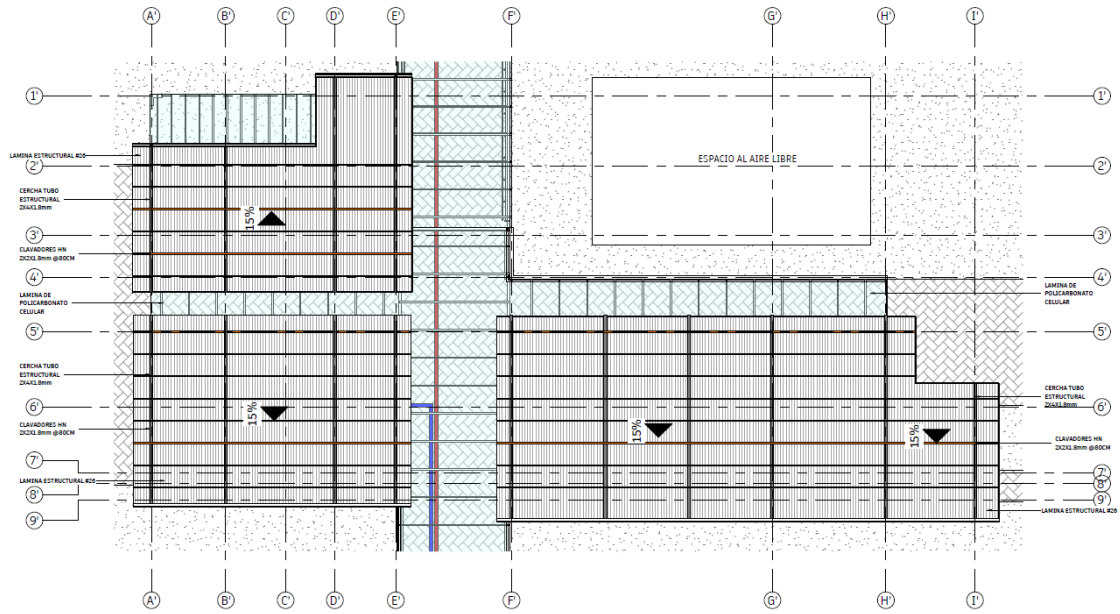 A' B' C' D' E' F' G' H' I'
1' 1'
LAMINA ESTRUCTURAL #26
2' 2'
ESPACIO AL AIRE LIBRE
CERCHA TUBO
ESTRUCTURAL
2X4X1.8mm
15%
3' 3'
CLAVADORES HN
2X2X1.8mm @80CM
4' 4'
LAMINA DE
POLICARBONATO
CELULAR
LAMINA DE
POLICARBONATO
CELULAR
5' 5'
CERCHA TUBO
ESTRUCTURAL
2X4X1.8mm
CERCHA TUBO
ESTRUCTURAL
2X4X1.8mm
6' 6'
15% 15% 15%
CLAVADORES HN
2X2X1.8mm @80CM
CLAVADORES HN
2X2X1.8mm @80CM
7' 7'
LAMINA ESTRUCTURAL #26
8' 8'
9' 9'
LAMINA ESTRUCTURAL #26
A' B' C' D' E' F' G' H' I'